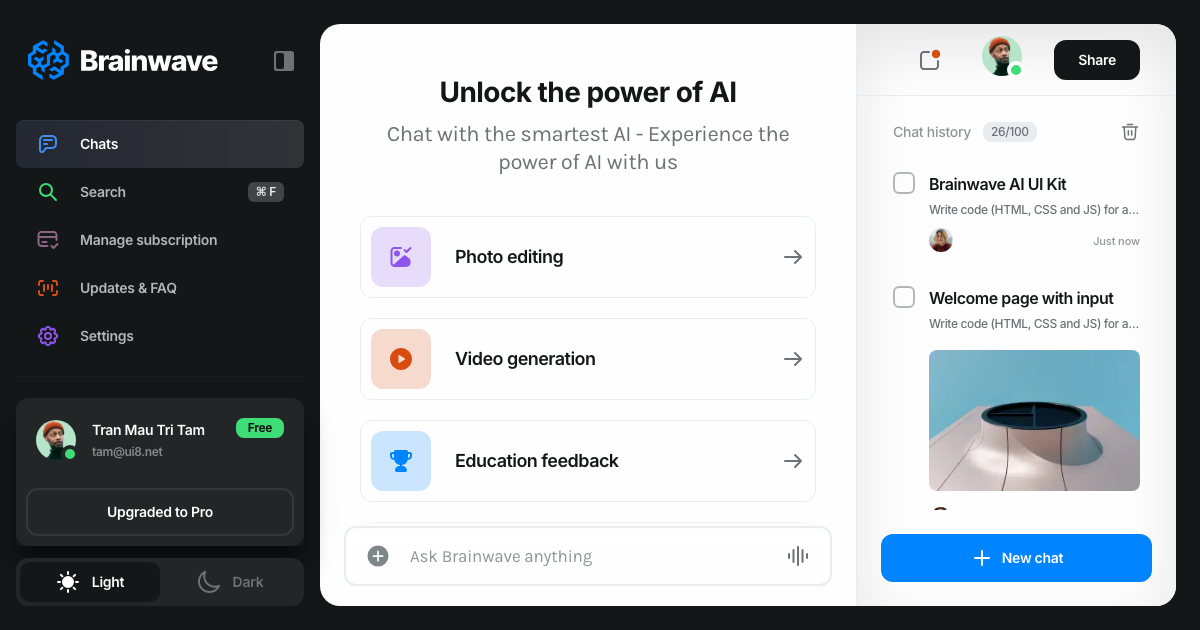 Brainwave
Chats
Search
⌘ F
Manage subscription
Updates & FAQ
Settings
Tran Mau Tri Tam
Free
tam@ui8.net
Upgraded to Pro
Light
Dark
Unlock the power of AI
Chat with the smartest AI - Experience the
power of AI with us
Photo editing
Video generation
Education feedback
Ask Brainwave anything
Share
Chat history
26/100
Brainwave AI UI Kit
Write code (HTML, CSS and JS) for a...
Just now
Welcome page with input
Write code (HTML, CSS and JS) for a...
New chat